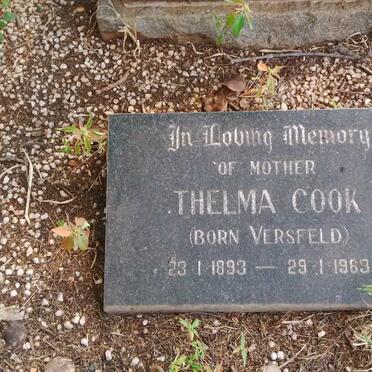 In Loving Memory
OF MOTHER
THELMA COOK
(BORN VERSFELD)
23·1·1893 — 29·1·1963